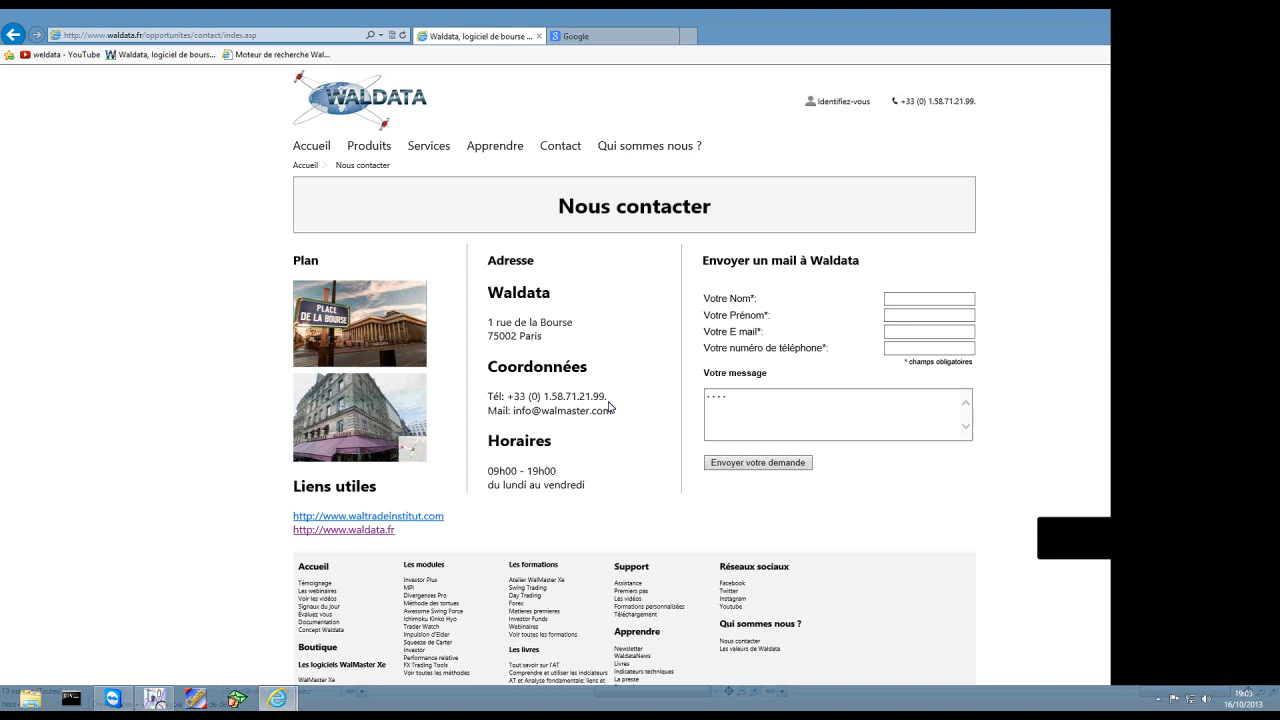 http://www.waldata.fr/opportunites/contact/index.asp
Waldata, logiciel de bourse ...
Google
weldata - YouTube
Waldata, logiciel de bours...
Moteur de recherche Wal...
WALDATA
Identifiez-vous
+33 (0) 1.58.71.21.99.
Accueil Produits Services Apprendre Contact Qui sommes nous ?
Accueil Nous contacter
Nous contacter
Plan
PLACE
DE LA BOURSE
Liens utiles
http://www.waltradeinstitut.com
http://www.waldata.fr
Adresse
Waldata
1 rue de la Bourse
75002 Paris
Coordonnées
Tél: +33 (0) 1.58.71.21.99.
Mail: info@walmaster.com
Horaires
09h00 - 19h00
du lundi au vendredi
Envoyer un mail à Waldata
Votre Nom*:
Votre Prénom*:
Votre E mail*:
Votre numéro de téléphone*:
* champs obligatoires
Votre message
- - - -
Envoyer votre demande
Accueil
Témoignage
Les webinaires
Voir les vidéos
Signaux du jour
Evaluez vous
Documentation
Concept Waldata
Boutique
Les logiciels WalMaster Xe
WalMaster Xe
Les modules
Investor Plus
MPI
Divergences Pro
Méthode des tortues
Awesome Swing Force
Ichimoku Kinko Hyo
Trader Watch
Impulsion d'Elder
Squeeze de Carter
Investor
Performance relative
FX Trading Tools
Voir toutes les méthodes
Les formations
Atelier WalMaster Xe
Swing Trading
Day Trading
Forex
Matieres premieres
Investor Funds
Webinaires
Voir toutes les formations
Les livres
Tout savoir sur l'AT
Comprendre et utiliser les indciateurs
AT et Analyse fondamentale: liens et
Support
Assistance
Premiers pas
Les vidéos
Formations personnalisées
Téléchargement
Apprendre
Newsletter
WaldataNews
Livres
Indicateurs techniques
La presse
Réseaux sociaux
Facebook
Twitter
Instagram
Youtube
Qui sommes nous ?
Nous contacter
Les valeurs de Waldata
19:03
16/10/2013